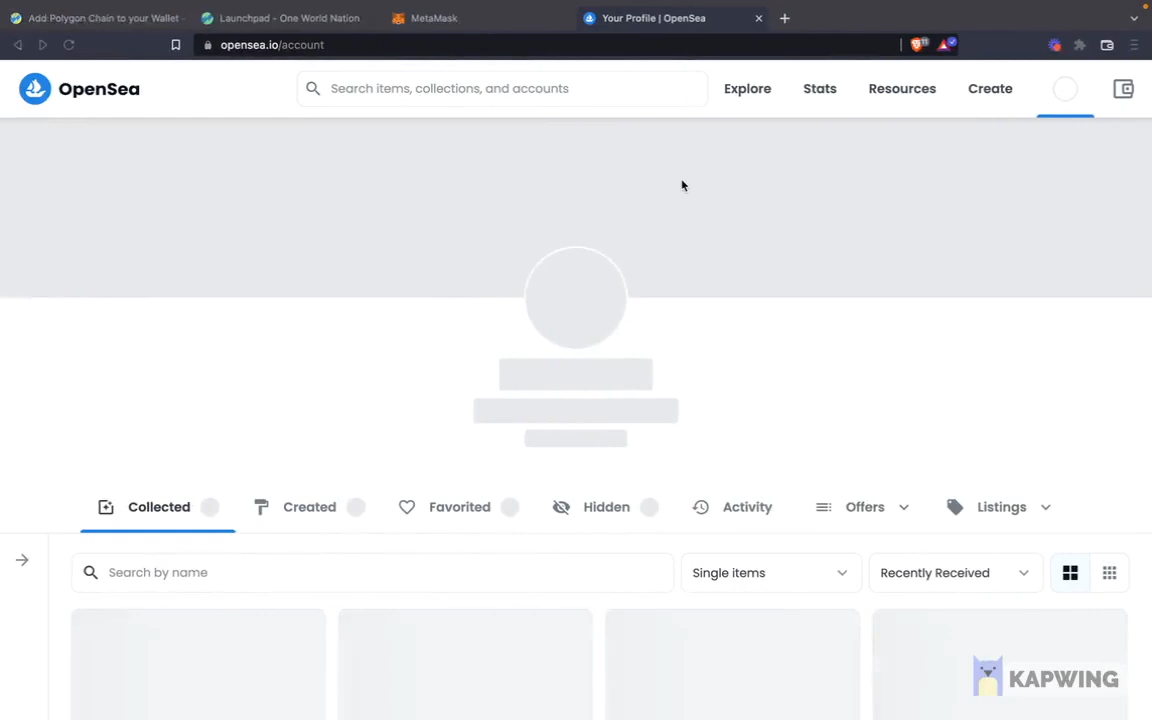 Add Polygon Chain to your Wallet
Launchpad - One World Nation
MetaMask
Your Profile | OpenSea
opensea.io/account
11
OpenSea
Search items, collections, and accounts
Explore
Stats
Resources
Create
Collected
Created
Favorited
Hidden
Activity
Offers
Listings
Search by name
Single items
Recently Received
KAPWING